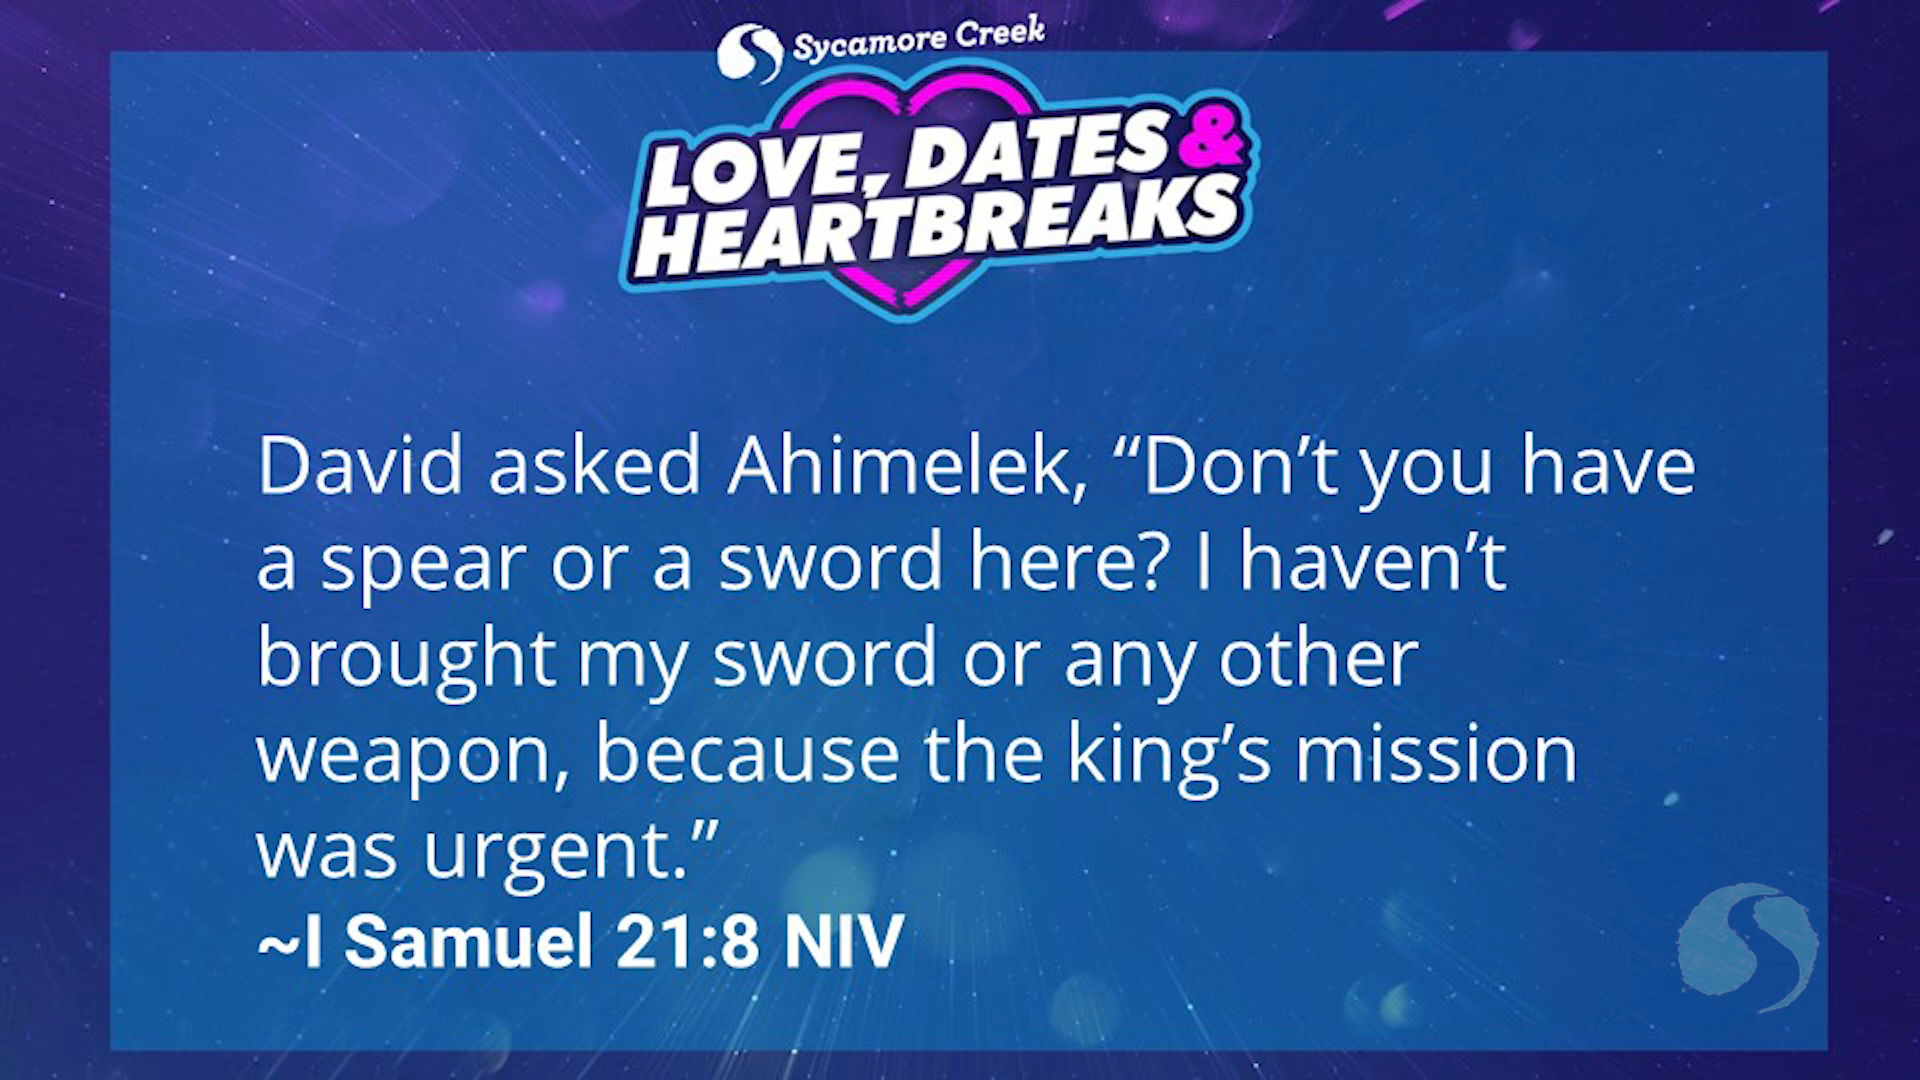 Sycamore Creek
LOVE, DATES &
HEARTBREAKS
David asked Ahimelek, “Don’t you have
a spear or a sword here? I haven’t
brought my sword or any other
weapon, because the king’s mission
was urgent.”
~I Samuel 21:8 NIV